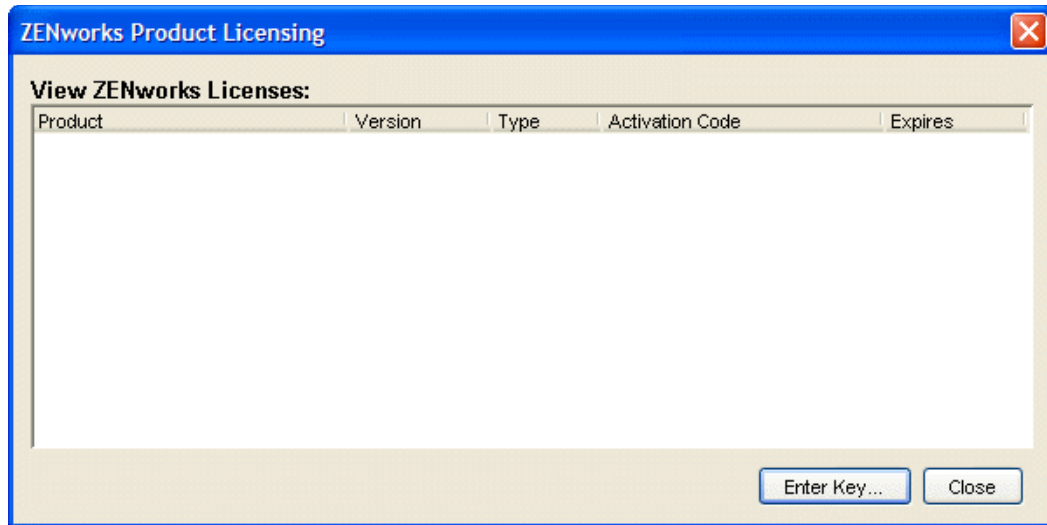 ZENworks Product Licensing
View ZENworks Licenses:
Product Version Type Activation Code Expires
Enter Key... Close